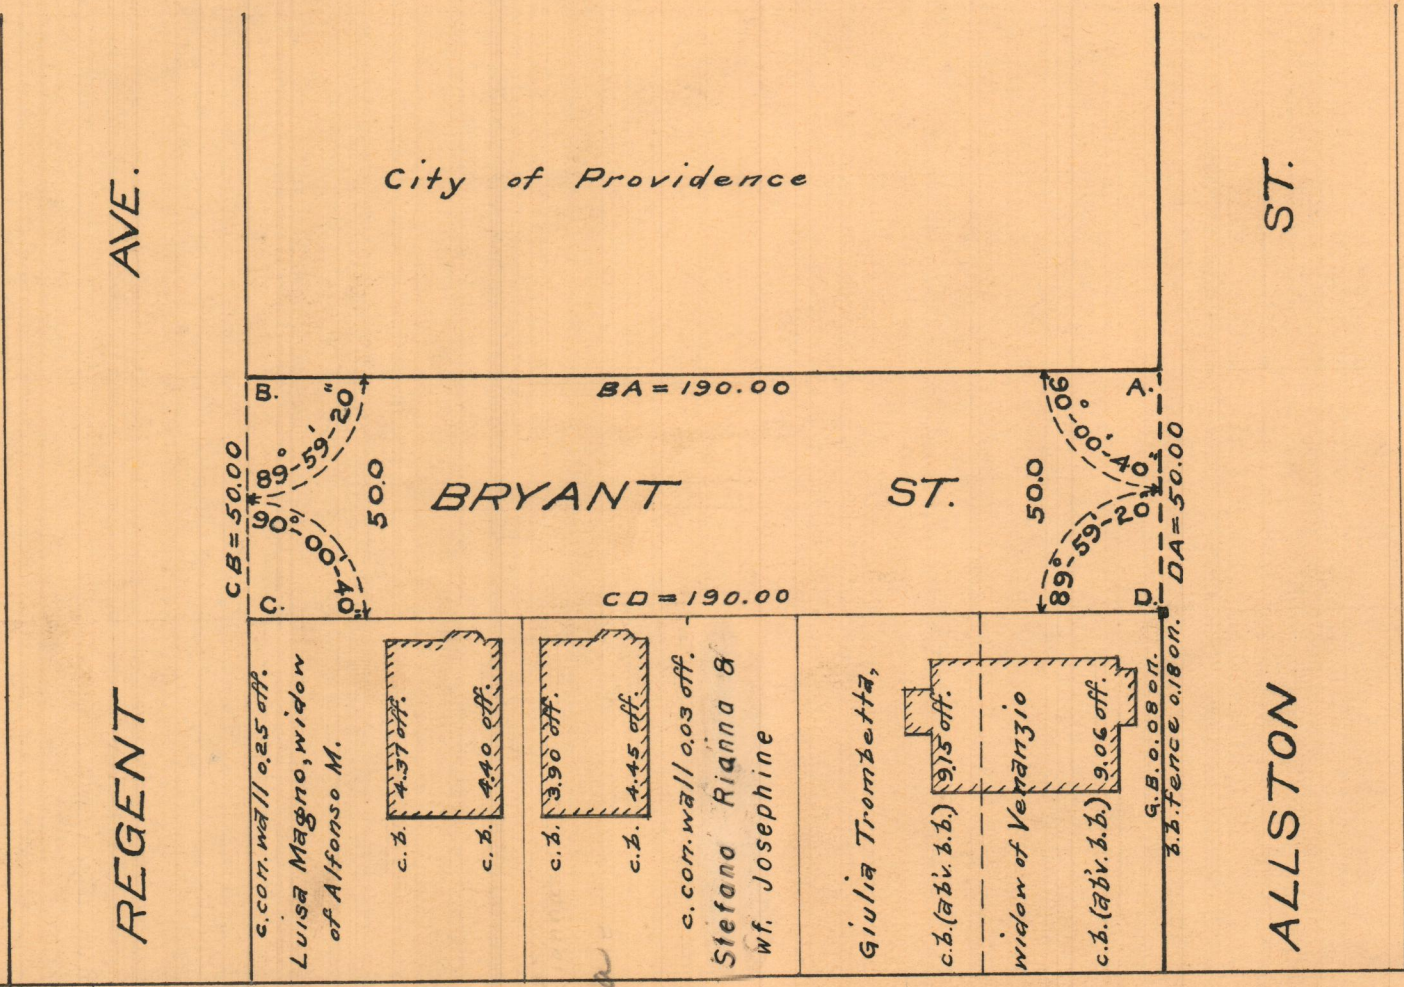 AVE.
City of Providence
ST.
B.
BA = 190.00
A.
89°-59'-20"
90°-00'-40"
CB = 50.00
50.0
BRYANT ST.
50.0
DA = 50.00
90°-00'-40"
89°-59'-20"
C.
CD = 190.00
D.
REGENT
c.con.wall 0.25 off.
Luisa Magno, widow
of Alfonso M.
c.b. 4.37 off.
c.b. 4.40 off.
c.b. 3.90 off.
c.b. 4.45 off.
c.con.wall 0.03 off.
Stefano Rianna &
wf. Josephine
Giulia Trombetta,
c.b.(abv. b.b.) 9.15 off.
widow of Venanzio
c.b.(abv. b.b.) 9.06 off.
G.B. 0.08 on.
b.b. fence 0.18 on.
ALLSTON